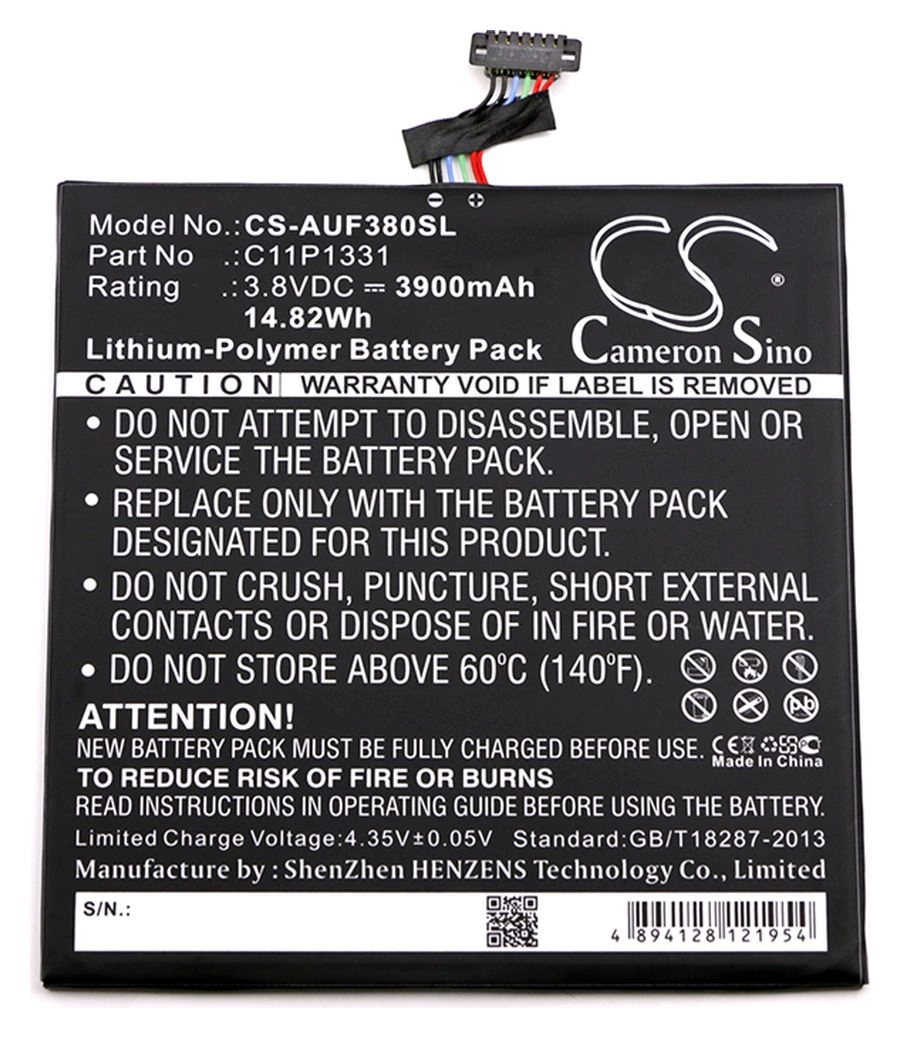 Model No.:CS-AUF380SL
Part No .:C11P1331
Rating .:3.8VDC ⎓ 3900mAh
14.82Wh
Lithium-Polymer Battery Pack
CS ®
Cameron Sino
CAUTION WARRANTY VOID IF LABEL IS REMOVED
• DO NOT ATTEMPT TO DISASSEMBLE, OPEN OR
SERVICE THE BATTERY PACK.
• REPLACE ONLY WITH THE BATTERY PACK
DESIGNATED FOR THIS PRODUCT.
• DO NOT CRUSH, PUNCTURE, SHORT EXTERNAL
CONTACTS OR DISPOSE OF IN FIRE OR WATER.
• DO NOT STORE ABOVE 60°C (140°F).
Pb
ATTENTION!
NEW BATTERY PACK MUST BE FULLY CHARGED BEFORE USE.
CE
Made In China
TO REDUCE RISK OF FIRE OR BURNS
READ INSTRUCTIONS IN OPERATING GUIDE BEFORE USING THE BATTERY.
Limited Charge Voltage:4.35V±0.05V Standard:GB/T18287-2013
Manufacture by : ShenZhen HENZENS Technology Co., Limited
S/N.:
4 894128 121954